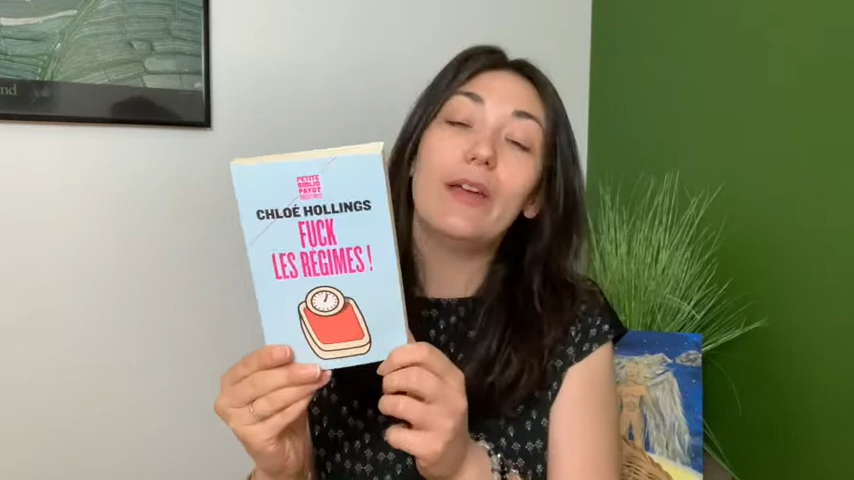 nd
PETITE
BIBLIO
PAYOT
CHLOÉ HOLLINGS
FUCK
LES RÉGIMES !